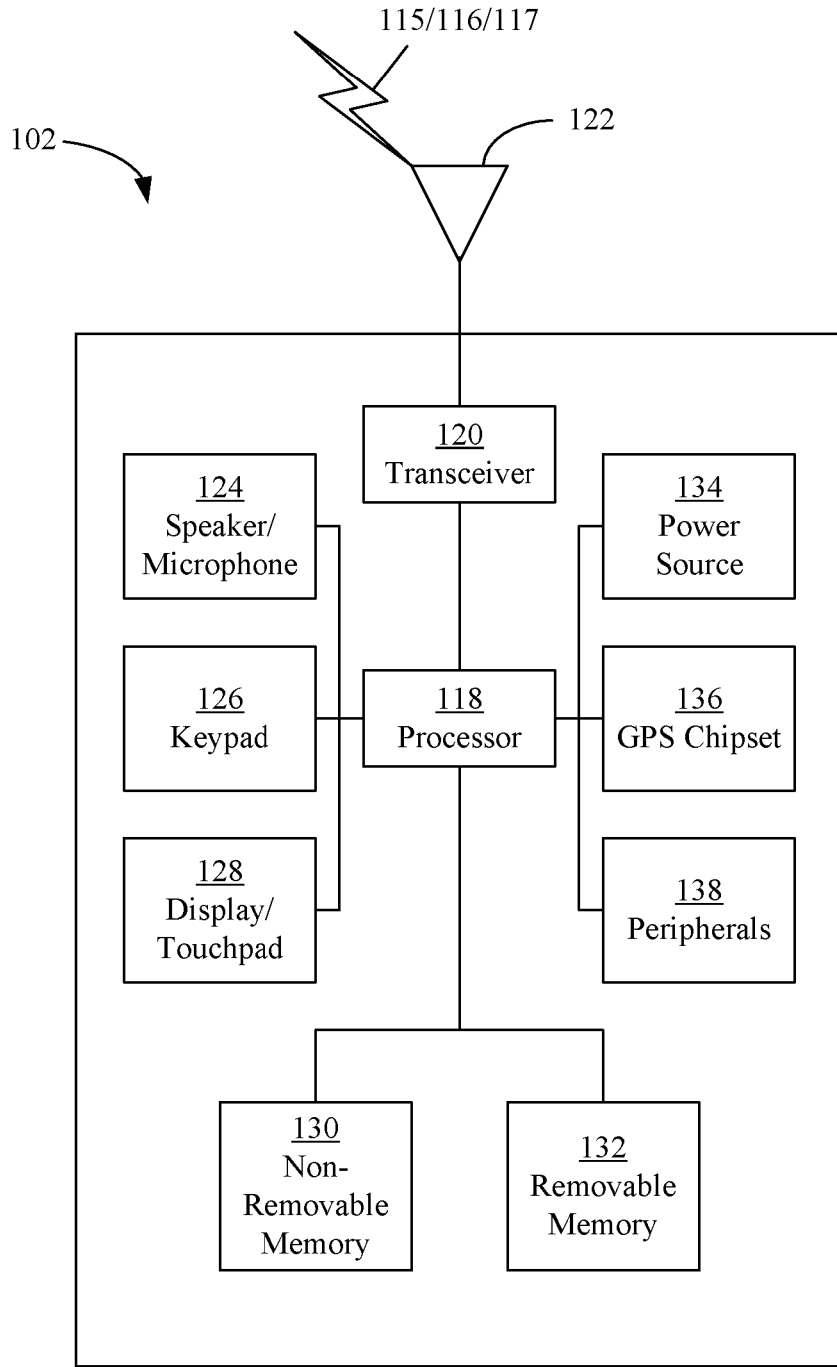 115/116/117
122
102
120
Transceiver
124
Speaker/
Microphone
134
Power
Source
126
Keypad
118
Processor
136
GPS Chipset
128
Display/
Touchpad
138
Peripherals
130
Non-
Removable
Memory
132
Removable
Memory